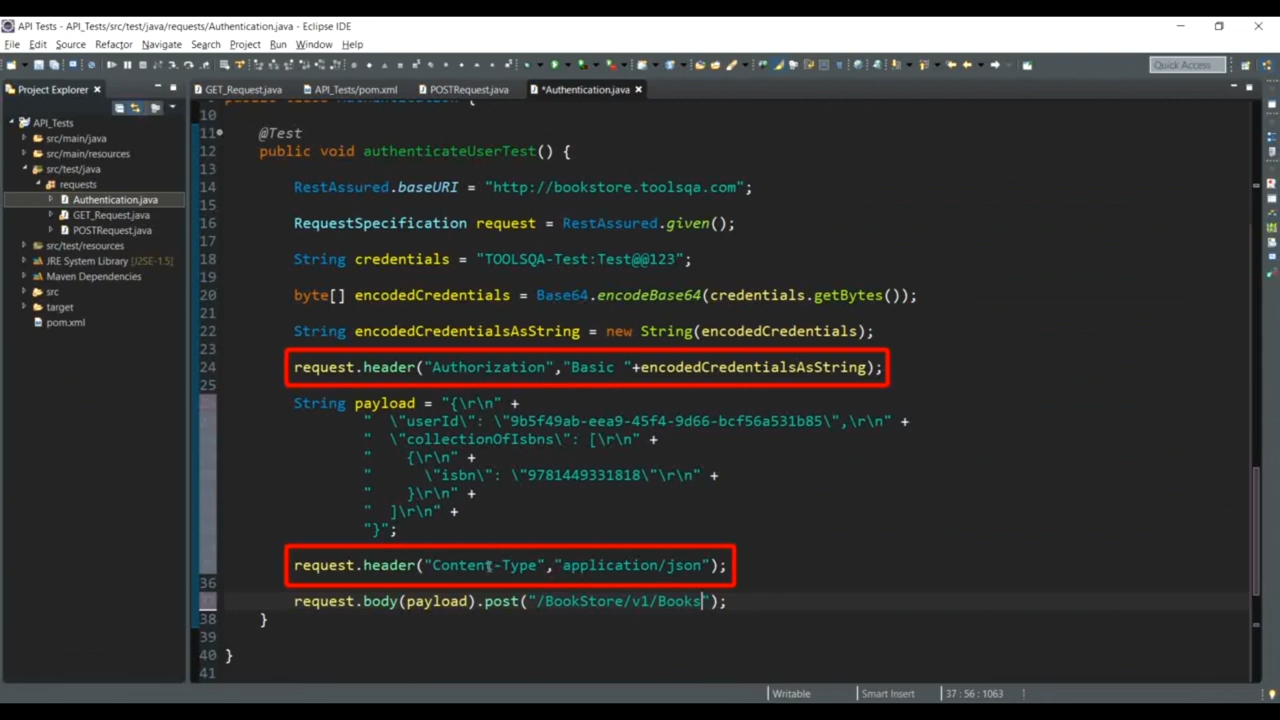 API Tests - API_Tests/src/test/java/requests/Authentication.java - Eclipse IDE
File Edit Source Refactor Navigate Search Project Run Window Help
Quick Access
Project Explorer
GET_Request.java
API_Tests/pom.xml
POSTRequest.java
*Authentication.java
API_Tests
src/main/java
src/main/resources
src/test/java
requests
Authentication.java
GET_Request.java
POSTRequest.java
src/test/resources
JRE System Library [J2SE-1.5]
Maven Dependencies
src
target
pom.xml
10
11 @Test
12 public void authenticateUserTest() {
13
14 RestAssured.baseURI = "http://bookstore.toolsqa.com";
15
16 RequestSpecification request = RestAssured.given();
17
18 String credentials = "TOOLSQA-Test:Test@@123";
19
20 byte[] encodedCredentials = Base64.encodeBase64(credentials.getBytes());
21
22 String encodedCredentialsAsString = new String(encodedCredentials);
23
24 request.header("Authorization","Basic "+encodedCredentialsAsString);
25
String payload = "{\r\n" +
" \"userId\": \"9b5f49ab-eea9-45f4-9d66-bcf56a531b85\",\r\n" +
" \"collectionOfIsbns\": [\r\n" +
" {\r\n" +
" \"isbn\": \"9781449331818\"\r\n" +
" }\r\n" +
" ]\r\n" +
"}";
request.header("Content-Type","application/json");
36
37 request.body(payload).post("/BookStore/v1/Books");
38 }
39
40 }
41
Writable Smart Insert 37 : 56 : 1063